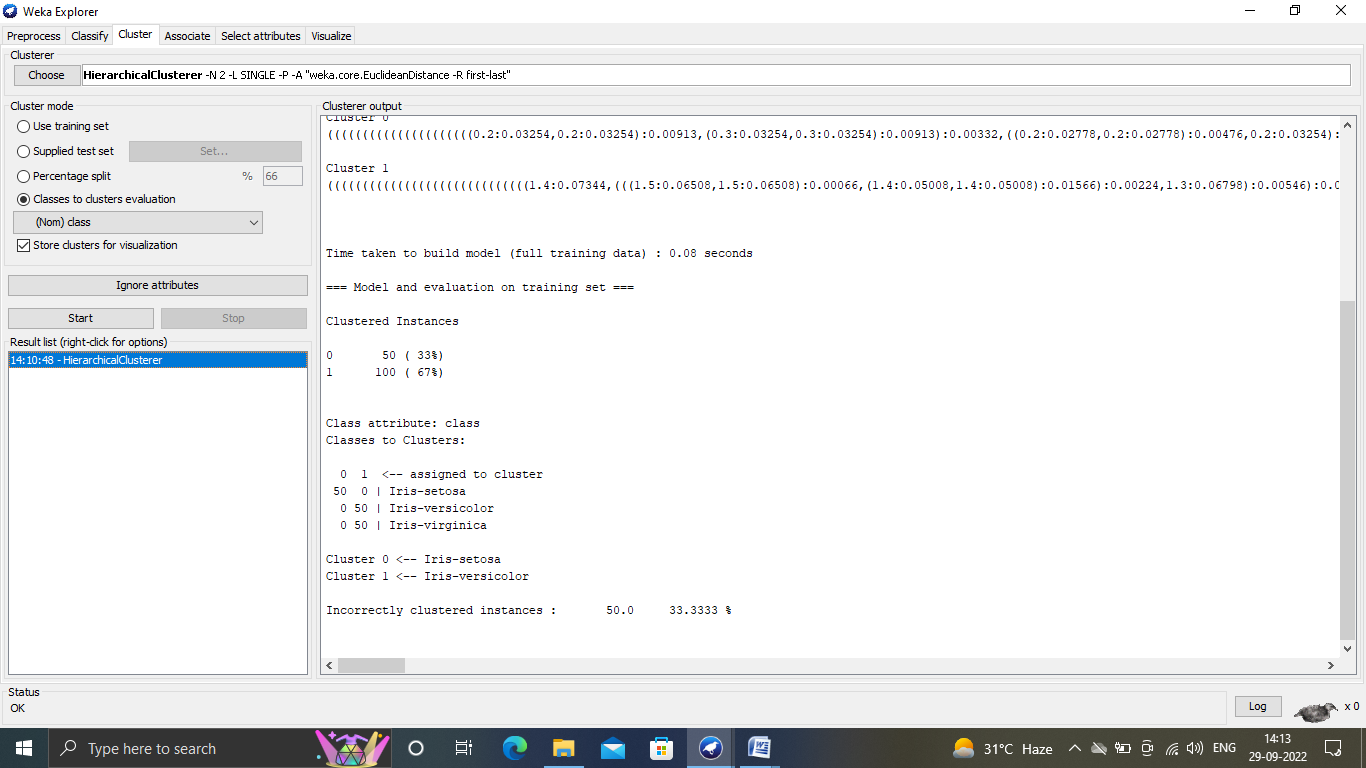 Weka Explorer
Preprocess Classify Cluster Associate Select attributes Visualize
Clusterer
Choose HierarchicalClusterer -N 2 -L SINGLE -P -A "weka.core.EuclideanDistance -R first-last"
Cluster mode
Use training set
Supplied test set Set...
Percentage split % 66
Classes to clusters evaluation
(Nom) class
Store clusters for visualization
Ignore attributes
Start Stop
Result list (right-click for options)
14:10:48 - HierarchicalClusterer
Clusterer output
Cluster 0
((((((((((((((((((((((0.2:0.03254,0.2:0.03254):0.00913,(0.3:0.03254,0.3:0.03254):0.00913):0.00332,((0.2:0.02778,0.2:0.02778):0.00476,0.2:0.03254):
Cluster 1
(((((((((((((((((((((((((((((1.4:0.07344,(((1.5:0.06508,1.5:0.06508):0.00066,(1.4:0.05008,1.4:0.05008):0.01566):0.00224,1.3:0.06798):0.00546):0.0
Time taken to build model (full training data) : 0.08 seconds
=== Model and evaluation on training set ===
Clustered Instances
0 50 ( 33%)
1 100 ( 67%)
Class attribute: class
Classes to Clusters:
0 1 <-- assigned to cluster
50 0 | Iris-setosa
0 50 | Iris-versicolor
0 50 | Iris-virginica
Cluster 0 <-- Iris-setosa
Cluster 1 <-- Iris-versicolor
Incorrectly clustered instances : 50.0 33.3333 %
Status
OK
Log x 0
Type here to search
31°C Haze
ENG
14:13
29-09-2022